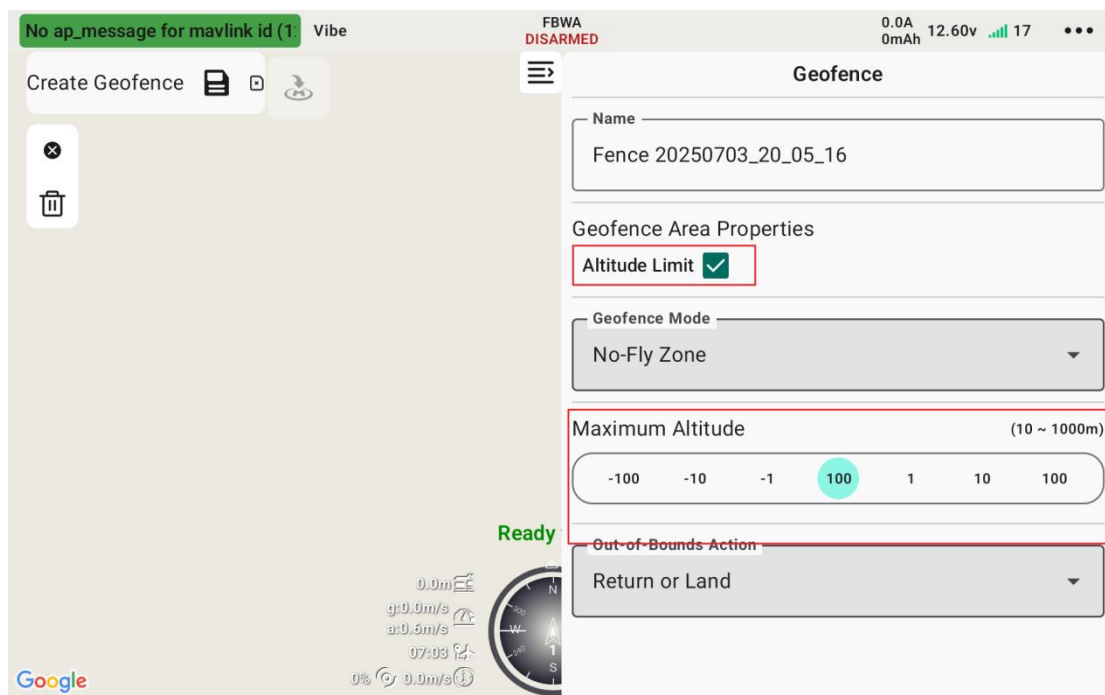 No ap_message for mavlink id (1:
Vibe
FBWA
DISARMED
0.0A
0mAh
12.60v
17
Create Geofence
Geofence
Name
Fence 20250703_20_05_16
Geofence Area Properties
Altitude Limit
Geofence Mode
No-Fly Zone
Maximum Altitude (10 ~ 1000m)
-100 -10 -1 100 1 10 100
Ready
Out-of-Bounds Action
Return or Land
0.0m
g:0.0m/s
a:0.6m/s
07:03
0% 0.0m/s
N
300
W
240
S
1
Google